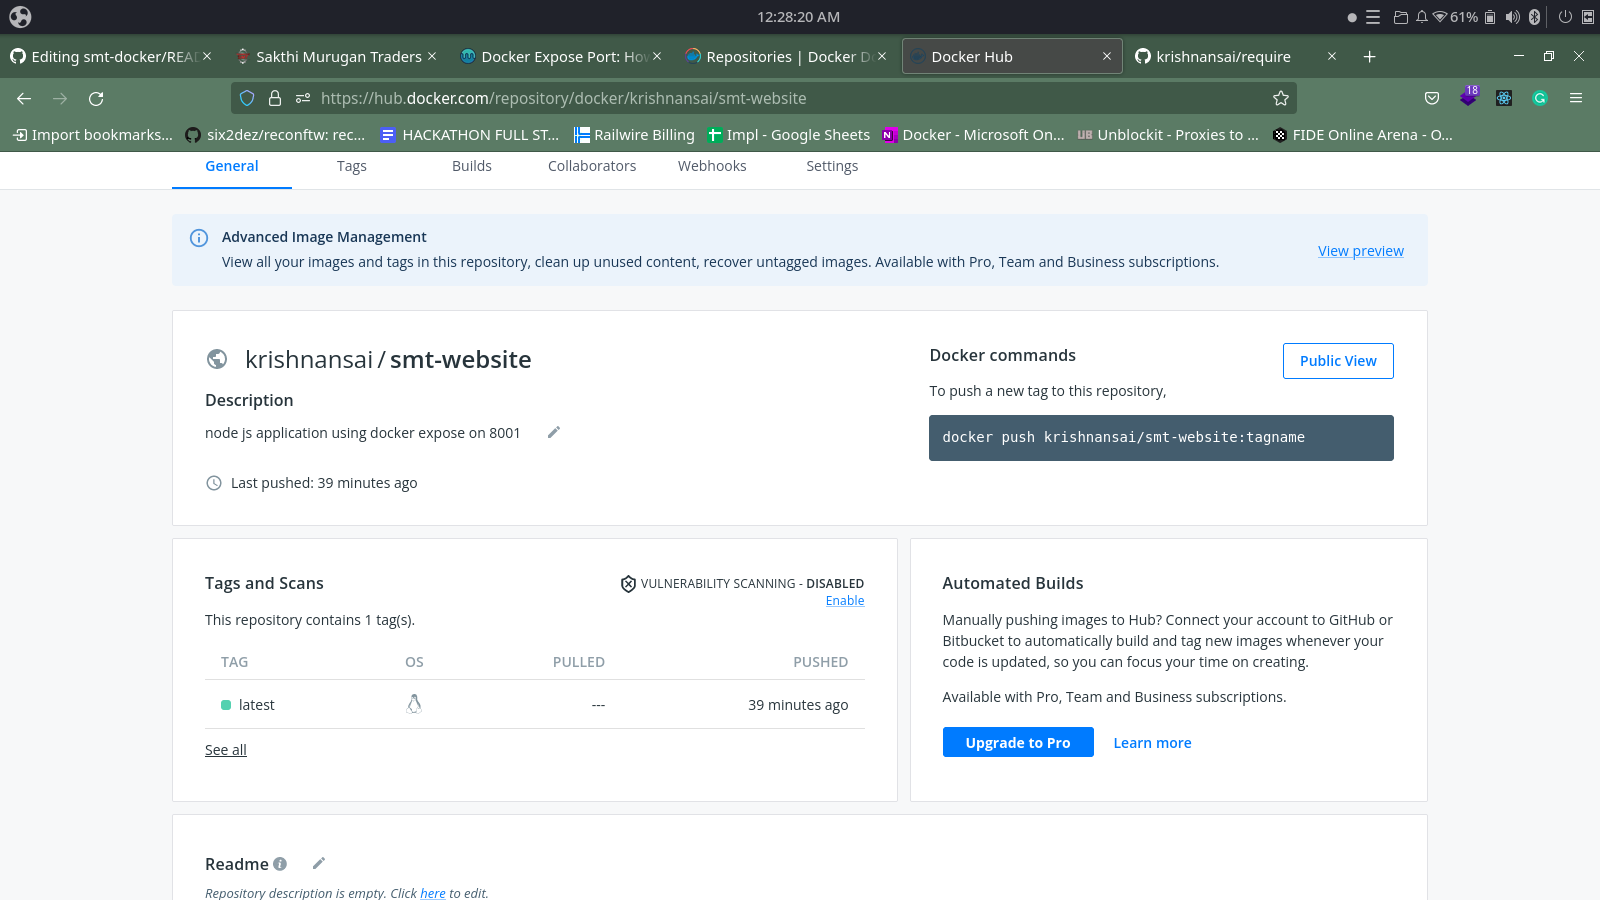 12:28:20 AM
61%
Editing smt-docker/READ
Sakthi Murugan Traders
Docker Expose Port: How
Repositories | Docker D
Docker Hub
krishnansai/require
https://hub.docker.com/repository/docker/krishnansai/smt-website
18
Import bookmarks...
six2dez/reconftw: rec...
HACKATHON FULL ST...
Railwire Billing
Impl - Google Sheets
Docker - Microsoft On...
UB Unblockit - Proxies to ...
FIDE Online Arena - O...
General
Tags
Builds
Collaborators
Webhooks
Settings
Advanced Image Management
View all your images and tags in this repository, clean up unused content, recover untagged images. Available with Pro, Team and Business subscriptions.
View preview
krishnansai / smt-website
Description
node js application using docker expose on 8001
Last pushed: 39 minutes ago
Docker commands
Public View
To push a new tag to this repository,
docker push krishnansai/smt-website:tagname
Tags and Scans
VULNERABILITY SCANNING - DISABLED
Enable
This repository contains 1 tag(s).
TAG OS PULLED PUSHED
latest --- 39 minutes ago
See all
Automated Builds
Manually pushing images to Hub? Connect your account to GitHub or
Bitbucket to automatically build and tag new images whenever your
code is updated, so you can focus your time on creating.
Available with Pro, Team and Business subscriptions.
Upgrade to Pro
Learn more
Readme
Repository description is empty. Click here to edit.